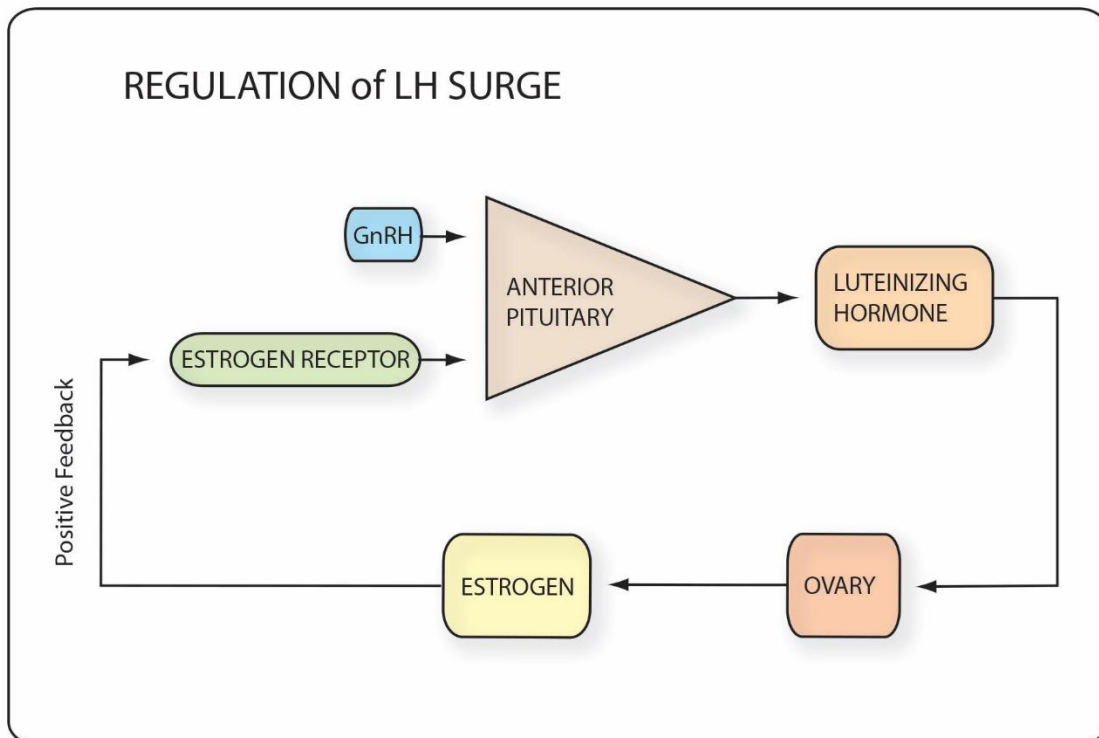 REGULATION of LH SURGE
GnRH
ANTERIOR
PITUITARY
LUTEINIZING
HORMONE
ESTROGEN RECEPTOR
Positive Feedback
ESTROGEN
OVARY